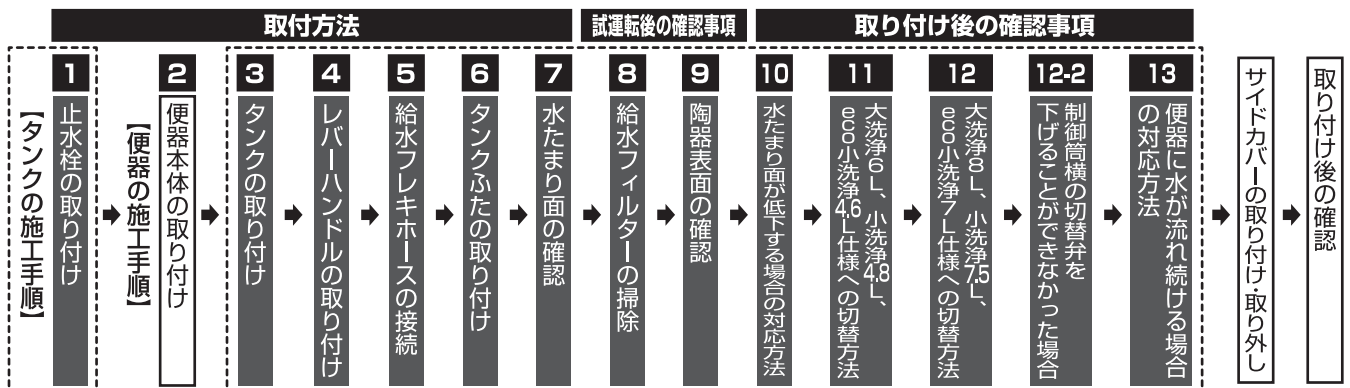 取付方法
試運転後の確認事項
取り付け後の確認事項
【タンクの施工手順】
1
止水栓の取り付け
【便器の施工手順】
2
便器本体の取り付け
3
タンクの取り付け
4
レバーハンドルの取り付け
5
給水フレキホースの接続
6
タンクふたの取り付け
7
水たまり面の確認
8
給水フィルターの掃除
9
陶器表面の確認
10
水たまり面が低下する場合の対応方法
11
大洗浄6L、小洗浄4.8L、
eco小洗浄4.6L仕様への切替方法
12
大洗浄8L、小洗浄7.5L、
eco小洗浄7L仕様への切替方法
12-2
制御筒横の切替弁を
下げることができなかった場合
13
便器に水が流れ続ける場合
の対応方法
サイドカバーの取り付け・取り外し
取り付け後の確認